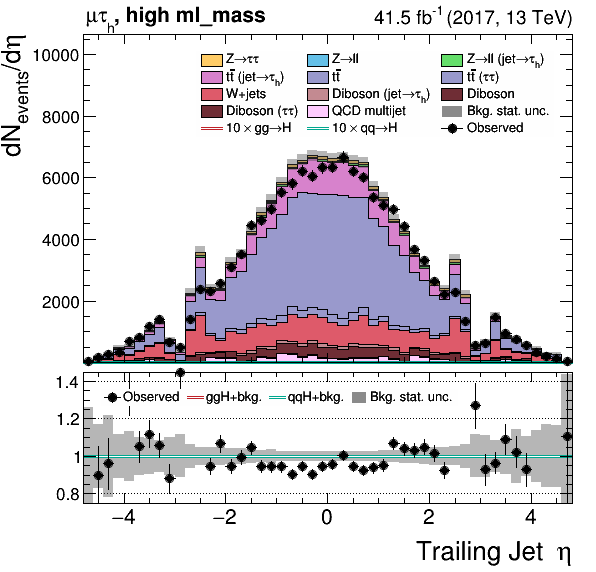 μτh, high ml_mass 41.5 fb⁻¹ (2017, 13 TeV)
dNevents/dη
10000
8000
6000
4000
2000
Z→ττ Z→ll Z→ll (jet→τh)
tt̄ (jet→τh) tt̄ tt̄ (ττ)
W+jets Diboson (jet→τh) Diboson
Diboson (ττ) QCD multijet Bkg. stat. unc.
10 × gg→H 10 × qq→H Observed
1.4
1.2
1
0.8
Observed ggH+bkg. qqH+bkg. Bkg. stat. unc.
−4 −2 0 2 4
Trailing Jet η